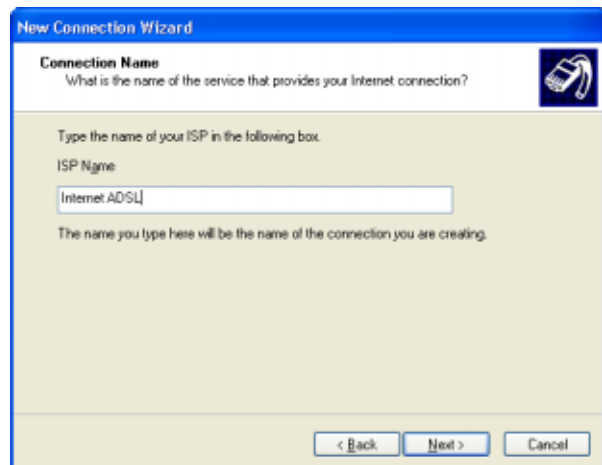 New Connection Wizard
Connection Name
What is the name of the service that provides your Internet connection?
Type the name of your ISP in the following box.
ISP Name
Internet ADSL
The name you type here will be the name of the connection you are creating.
< Back
Next >
Cancel